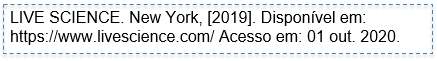 LIVE SCIENCE. New York, [2019]. Disponível em:
https://www.livescience.com/ Acesso em: 01 out. 2020.